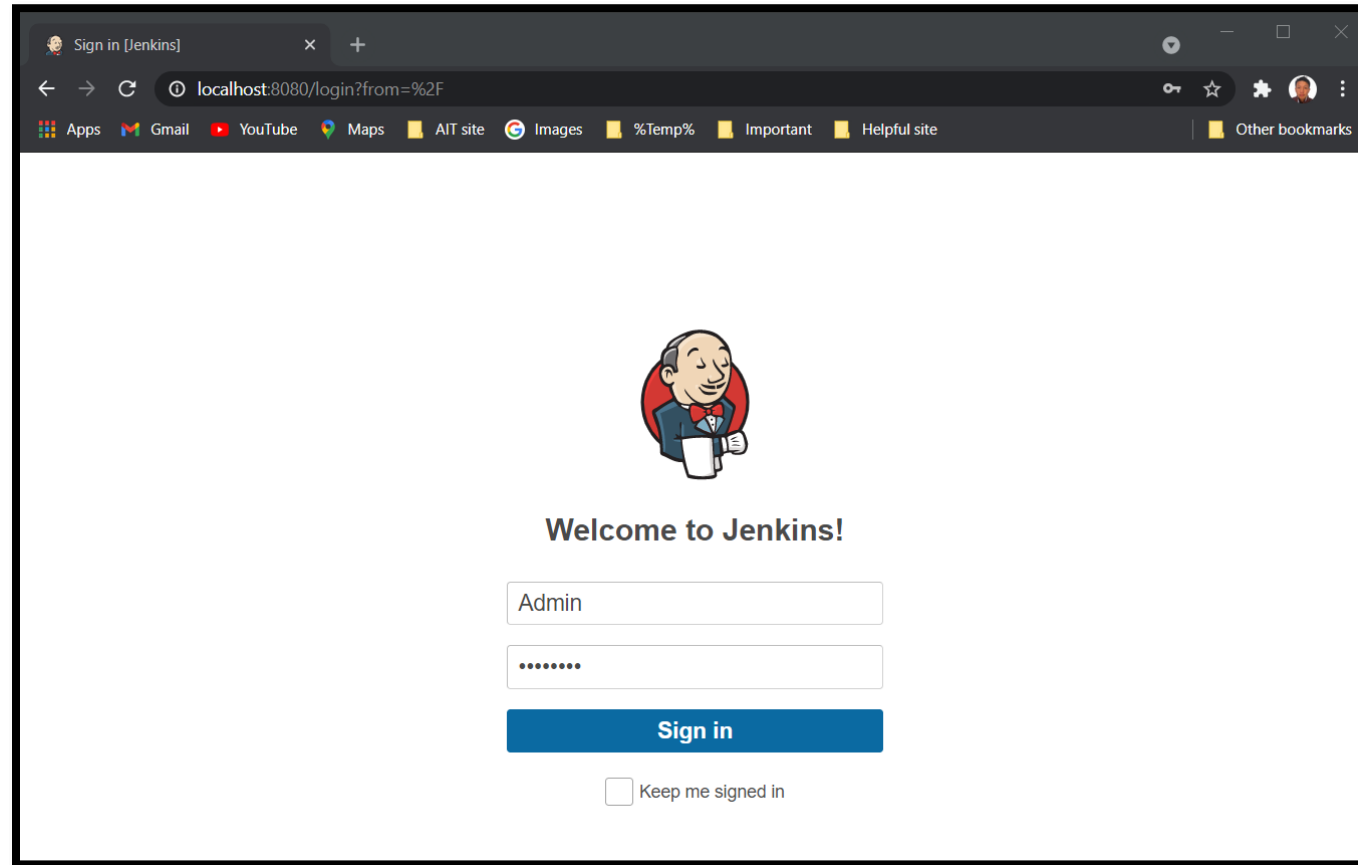 Sign in [Jenkins]
localhost:8080/login?from=%2F
Apps Gmail YouTube Maps AIT site Images %Temp% Important Helpful site Other bookmarks
Welcome to Jenkins!
Admin
••••••••
Sign in
Keep me signed in